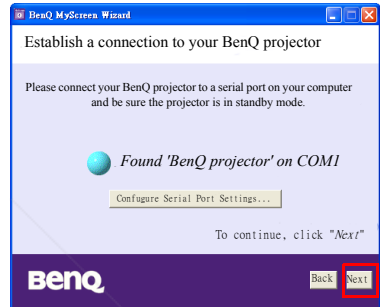 BenQ MyScreen Wizard
Establish a connection to your BenQ projector
Please connect your BenQ projector to a serial port on your computer
and be sure the projector is in standby mode.
Found 'BenQ projector' on COM1
Confugure Serial Port Settings...
To continue, click "Next"
BenQ
Back Next